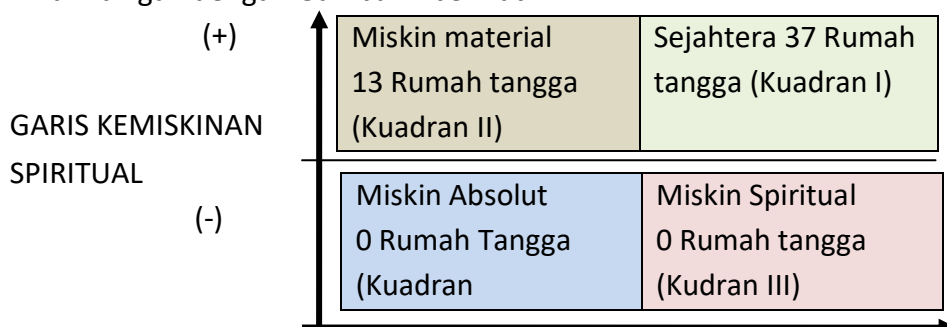 (+)
Miskin material
13 Rumah tangga
(Kuadran II)
Sejahtera 37 Rumah
tangga (Kuadran I)
GARIS KEMISKINAN
SPIRITUAL
(-)
Miskin Absolut
0 Rumah Tangga
(Kuadran
Miskin Spiritual
0 Rumah tangga
(Kudran III)